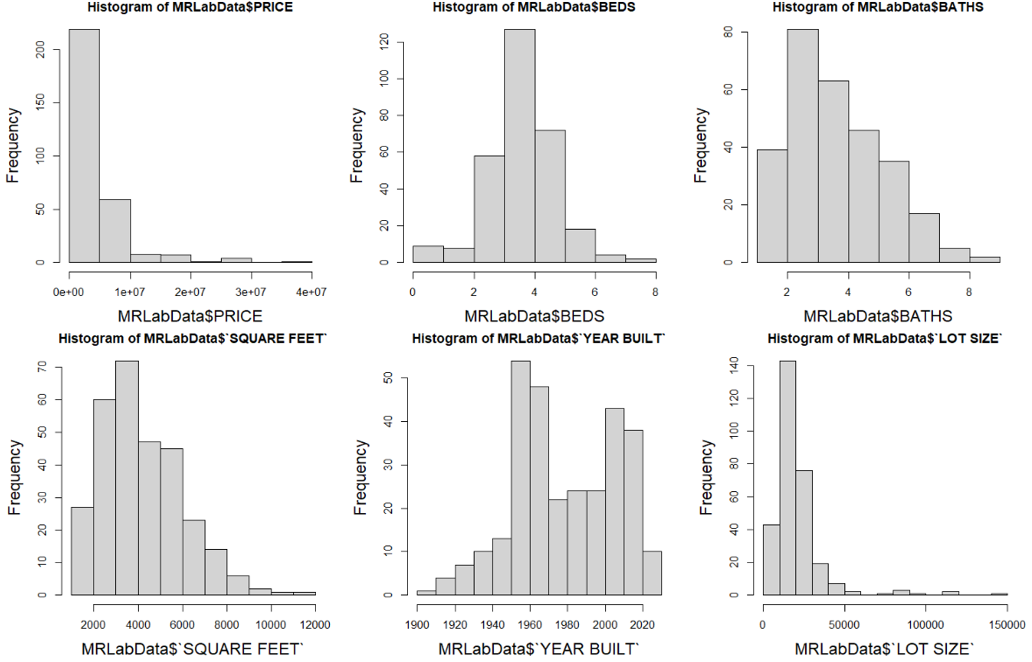 Histogram of MRLabData$PRICE
Frequency
0 50 100 150 200
0e+00 1e+07 2e+07 3e+07 4e+07
MRLabData$PRICE
Histogram of MRLabData$BEDS
Frequency
0 20 40 60 80 100 120
0 2 4 6 8
MRLabData$BEDS
Histogram of MRLabData$BATHS
Frequency
0 20 40 60 80
2 4 6 8
MRLabData$BATHS
Histogram of MRLabData$`SQUARE FEET`
Frequency
0 10 20 30 40 50 60 70
2000 4000 6000 8000 10000 12000
MRLabData$`SQUARE FEET`
Histogram of MRLabData$`YEAR BUILT`
Frequency
0 10 20 30 40 50
1900 1920 1940 1960 1980 2000 2020
MRLabData$`YEAR BUILT`
Histogram of MRLabData$`LOT SIZE`
Frequency
0 20 40 60 80 100 140
0 50000 100000 150000
MRLabData$`LOT SIZE`